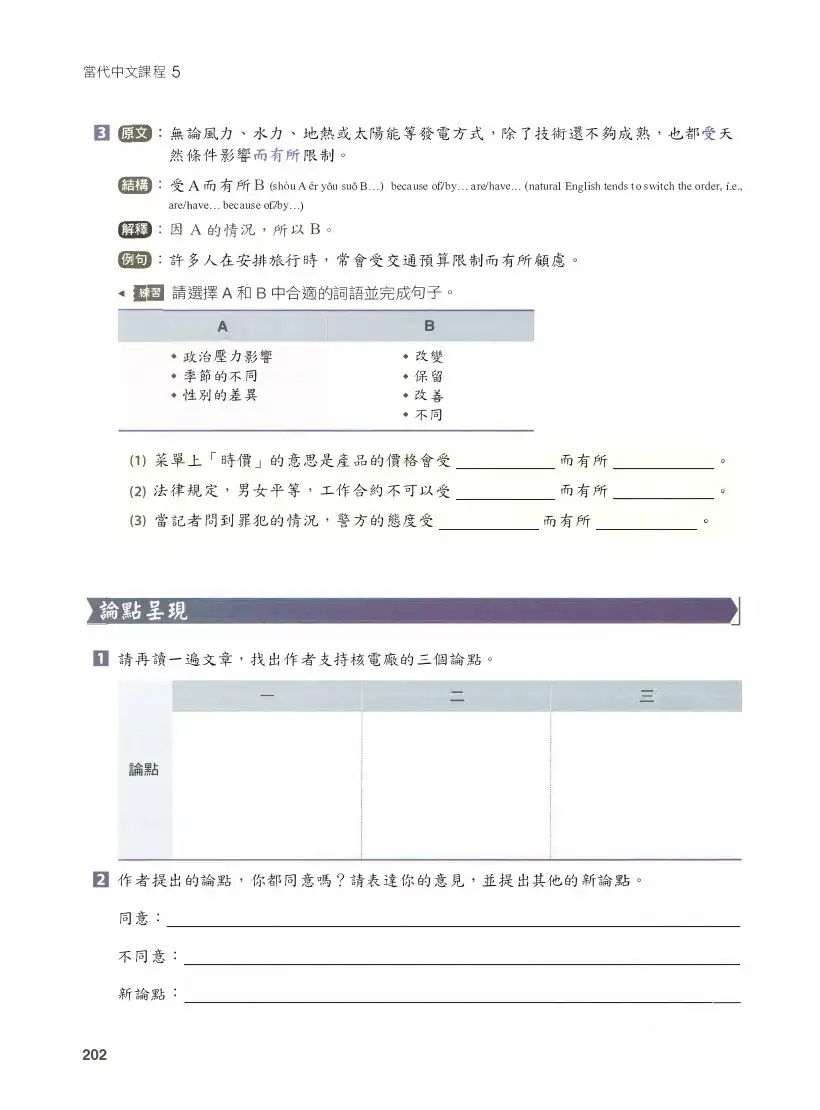 當代中文課程 5
3 原文：無論風力、水力、地熱或太陽能等發電方式，除了技術還不夠成熟，也都受天
然條件影響而有所限制。
結構：受A而有所B (shòu A ér yǒu suǒ B...) because of/by... are/have... (natural English tends to switch the order, i.e.,
are/have... because of/by...)
解釋：因 A 的情況，所以 B。
例句：許多人在安排旅行時，常會受交通預算限制而有所顧慮。
練習 請選擇 A 和 B 中合適的詞語並完成句子。
A B
政治壓力影響 改變
季節的不同 保留
性別的差異 改善
不同
(1) 菜單上「時價」的意思是產品的價格會受 而有所 。
(2) 法律規定，男女平等，工作合約不可以受 而有所 。
(3) 當記者問到罪犯的情況，警方的態度受 而有所 。
論點呈現
1 請再讀一遍文章，找出作者支持核電廠的三個論點。
一 二 三
論點
2 作者提出的論點，你都同意嗎？請表達你的意見，並提出其他的新論點。
同意：
不同意：
新論點：
202